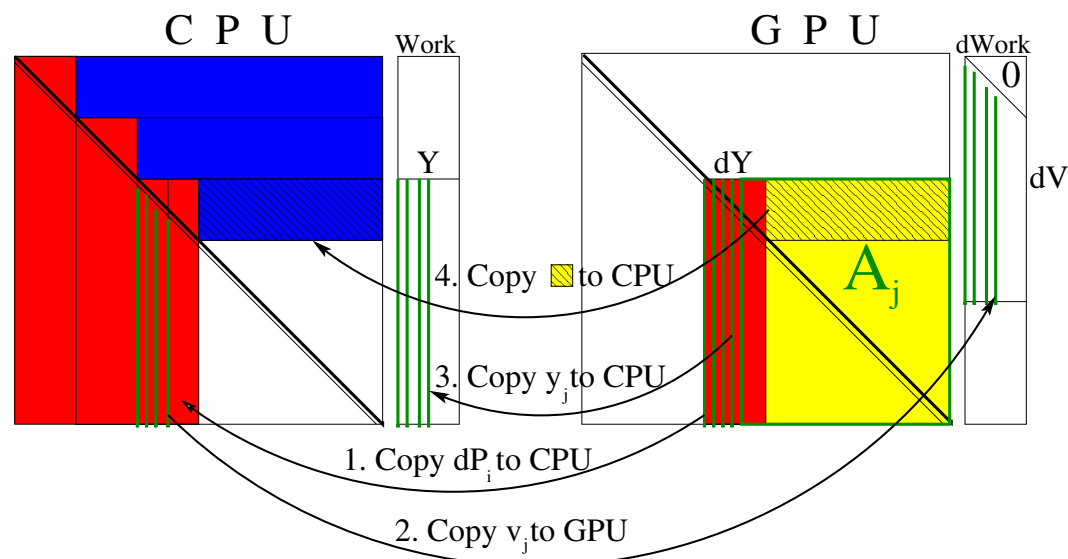 C P U
Work
G P U
dWork
0
Y
dY
dV
4. Copy to CPU
A_j
3. Copy y_j to CPU
1. Copy dP_i to CPU
2. Copy v_j to GPU